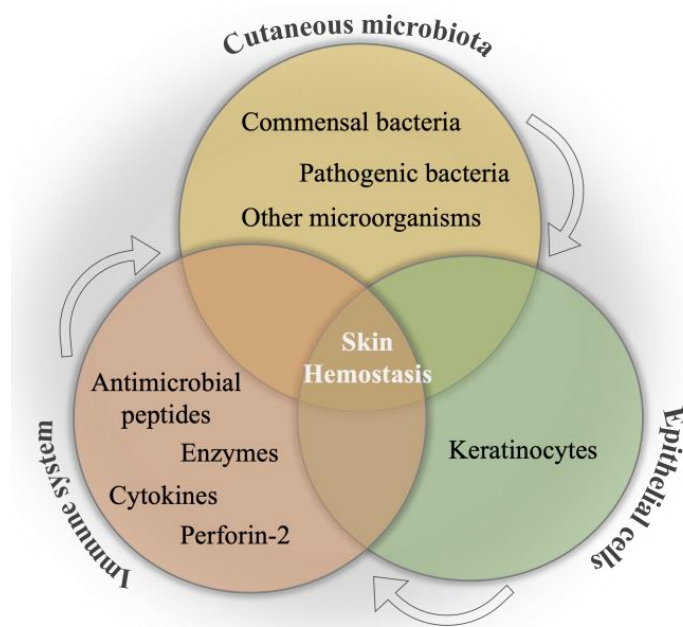 Cutaneous microbiota
Commensal bacteria
Pathogenic bacteria
Other microorganisms
Skin
Hemostasis
Antimicrobial
peptides
Enzymes
Cytokines
Perforin-2
Keratinocytes
Immune system
Epithelial cells